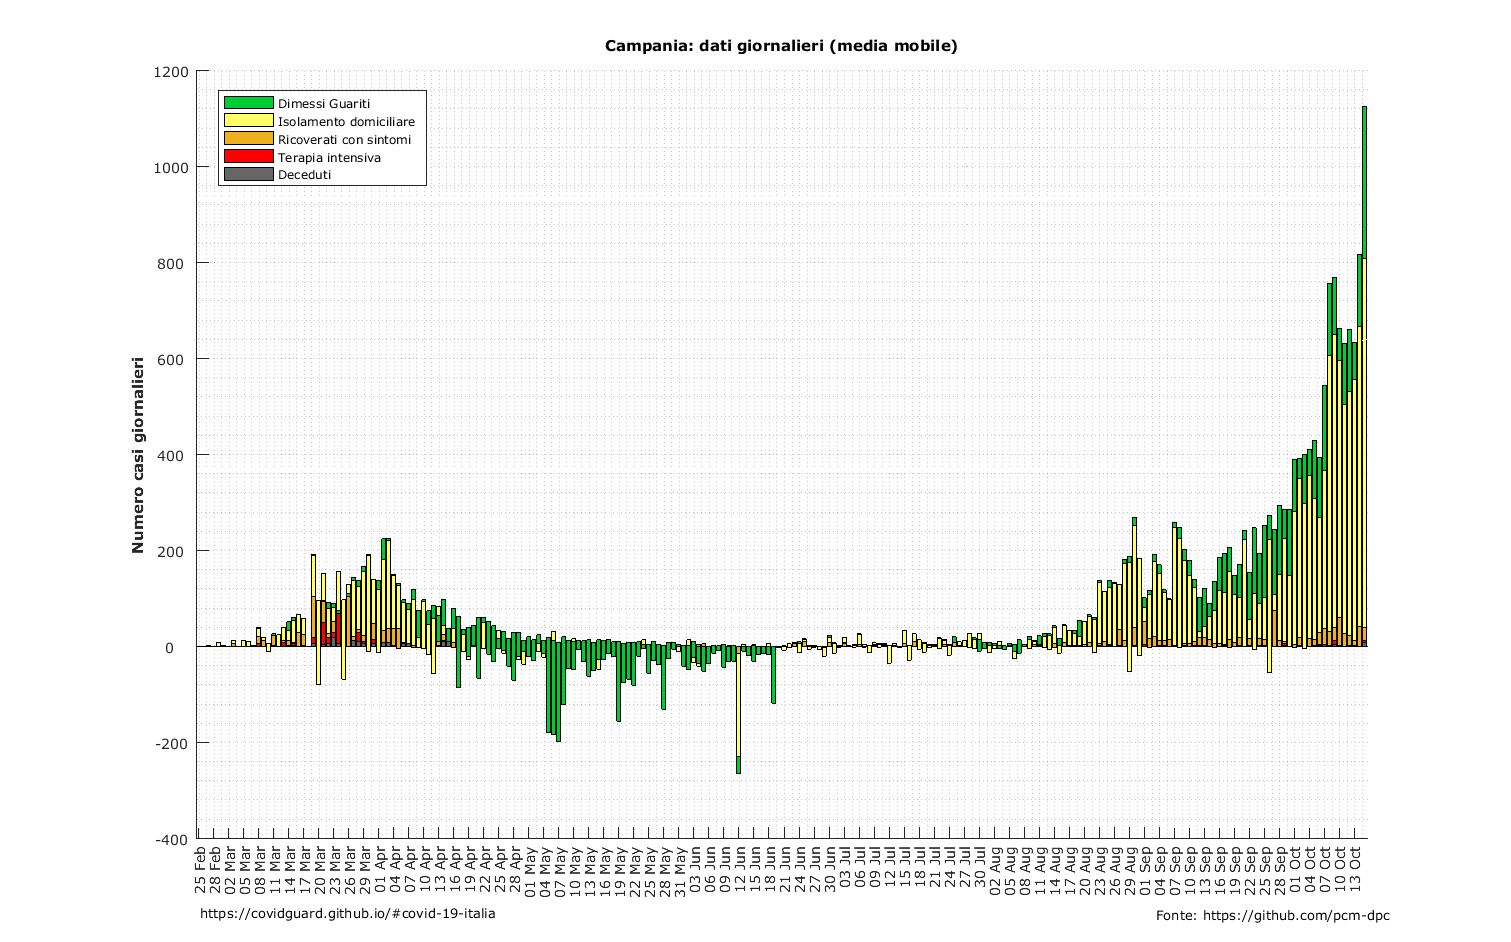 Campania: dati giornalieri (media mobile)
1200
1000
800
600
400
200
0
-200
-400
Numero casi giornalieri
Dimessi Guariti
Isolamento domiciliare
Ricoverati con sintomi
Terapia intensiva
Deceduti
25 Feb
28 Feb
02 Mar
05 Mar
08 Mar
11 Mar
14 Mar
17 Mar
20 Mar
23 Mar
26 Mar
29 Mar
01 Apr
04 Apr
07 Apr
10 Apr
13 Apr
16 Apr
19 Apr
22 Apr
25 Apr
28 Apr
01 May
04 May
07 May
10 May
13 May
16 May
19 May
22 May
25 May
28 May
31 May
03 Jun
06 Jun
09 Jun
12 Jun
15 Jun
18 Jun
21 Jun
24 Jun
27 Jun
30 Jun
03 Jul
06 Jul
09 Jul
12 Jul
15 Jul
18 Jul
21 Jul
24 Jul
27 Jul
30 Jul
02 Aug
05 Aug
08 Aug
11 Aug
14 Aug
17 Aug
20 Aug
23 Aug
26 Aug
29 Aug
01 Sep
04 Sep
07 Sep
10 Sep
13 Sep
16 Sep
19 Sep
22 Sep
25 Sep
28 Sep
01 Oct
04 Oct
07 Oct
10 Oct
13 Oct
https://covidguard.github.io/#covid-19-italia
Fonte: https://github.com/pcm-dpc